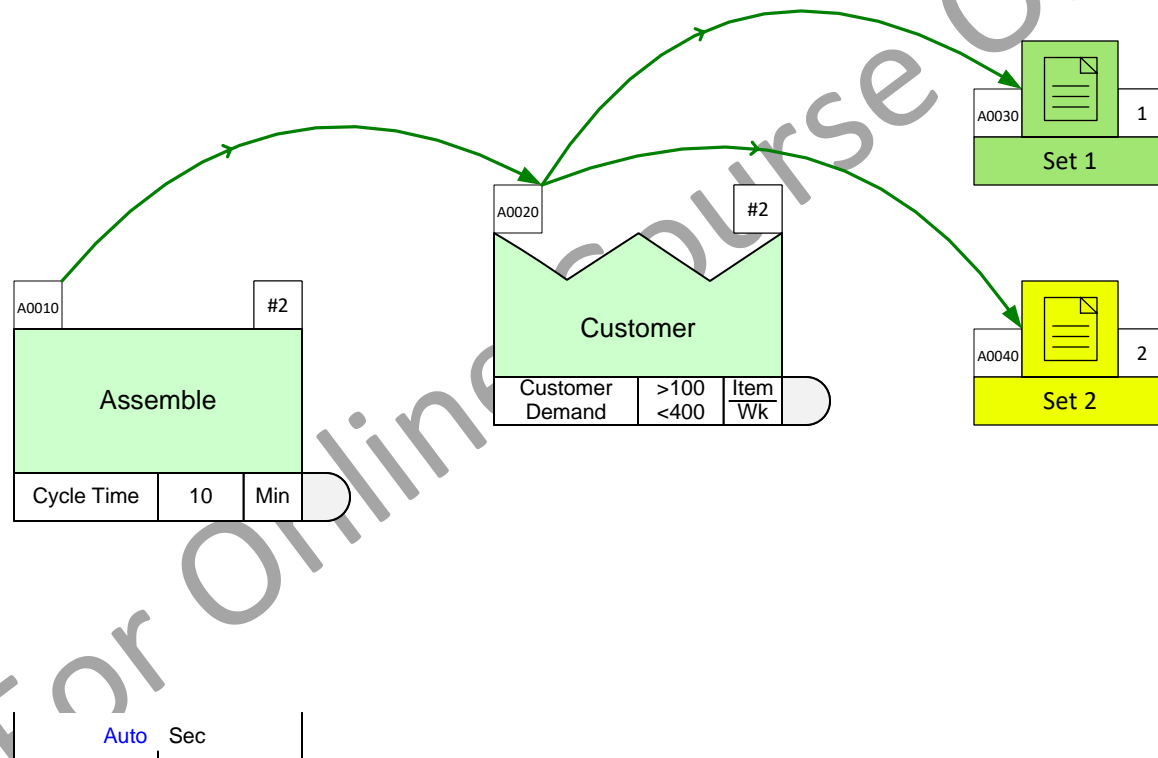 A0030
1
Set 1
A0020
#2
Customer
Customer Demand
>100
<400
Item
Wk
A0010
#2
Assemble
Cycle Time
10
Min
A0040
2
Set 2
Auto
Sec
For Online Course